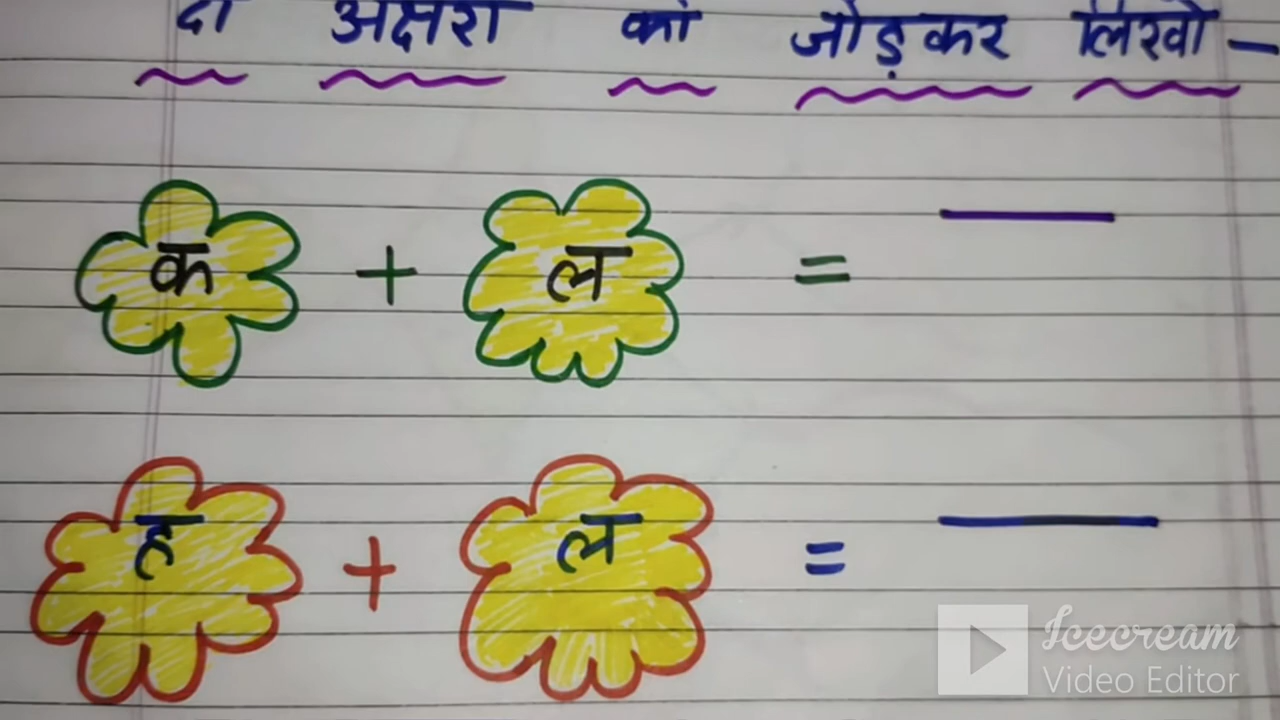 दो अक्षरों को जोड़कर लिखो -
क + ल =
ह + ल =
Icecream
Video Editor